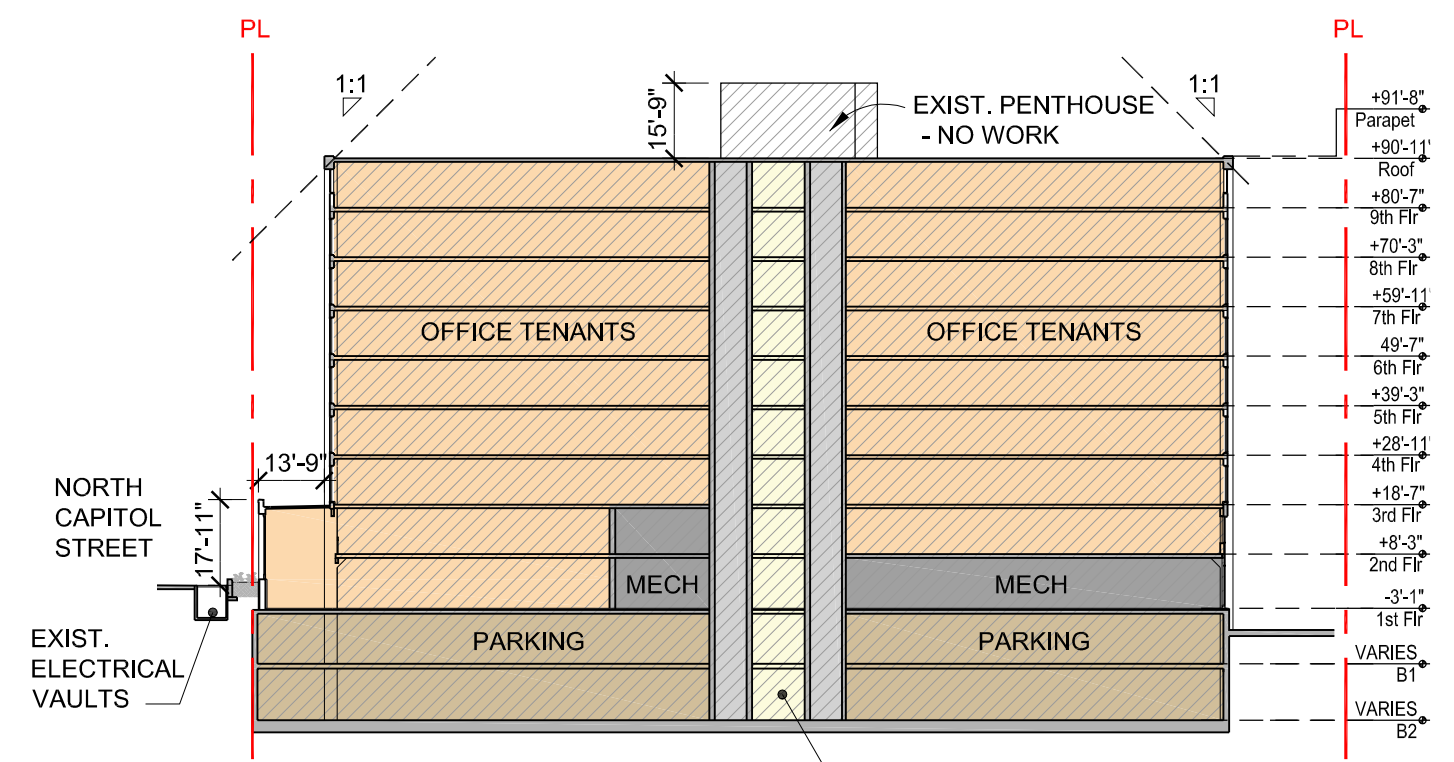 PL
PL
1:1
1:1
15'-9"
EXIST. PENTHOUSE
- NO WORK
+91'-8"
Parapet
+90'-11"
Roof
+80'-7"
9th Flr
+70'-3"
8th Flr
+59'-11"
7th Flr
OFFICE TENANTS
OFFICE TENANTS
49'-7"
6th Flr
+39'-3"
5th Flr
+28'-11"
4th Flr
13'-9"
NORTH
CAPITOL
STREET
17'-11"
+18'-7"
3rd Flr
+8'-3"
2nd Flr
MECH
MECH
-3'-1"
1st Flr
EXIST.
ELECTRICAL
VAULTS
PARKING
PARKING
VARIES
B1
VARIES
B2